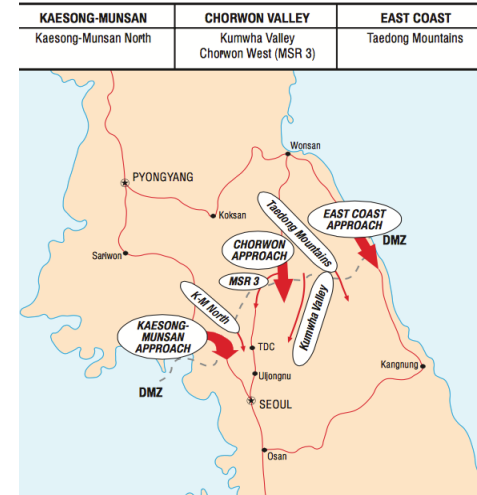 KAESONG-MUNSAN
CHORWON VALLEY
EAST COAST
Kaesong-Munsan North
Kumwha Valley
Chorwon West (MSR 3)
Taedong Mountains
Wonsan
PYONGYANG
Koksan
Taedong Mountains
EAST COAST
APPROACH
DMZ
Sariwon
CHORWON
APPROACH
MSR 3
K-M North
Kumwha Valley
KAESONG-
MUNSAN
APPROACH
TDC
Uijongnu
Kangnung
DMZ
SEOUL
Osan